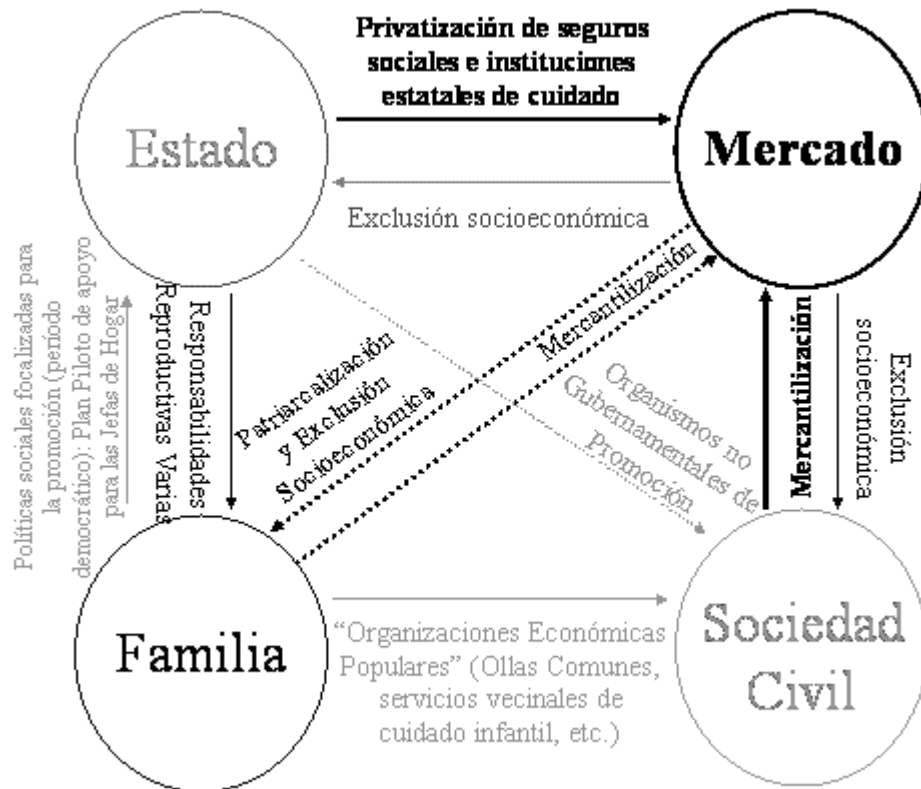 Privatización de seguros
sociales e instituciones
estatales de cuidado
Estado
Mercado
Exclusión socioeconómica
Políticas sociales focalizadas para
la promoción (período
democrático): Plan Piloto de apoyo
para las Jefas de Hogar
Responsabilidades
Reproductivas Varias
Patriarcalización
y Exclusión
Socioeconómica
Mercantilización
Organismos no
Gubernamentales de
Promoción
Mercantilización
Exclusión
socioeconómica
Familia
"Organizaciones Económicas
Populares" (Ollas Comunes,
servicios vecinales de
cuidado infantil, etc.)
Sociedad
Civil